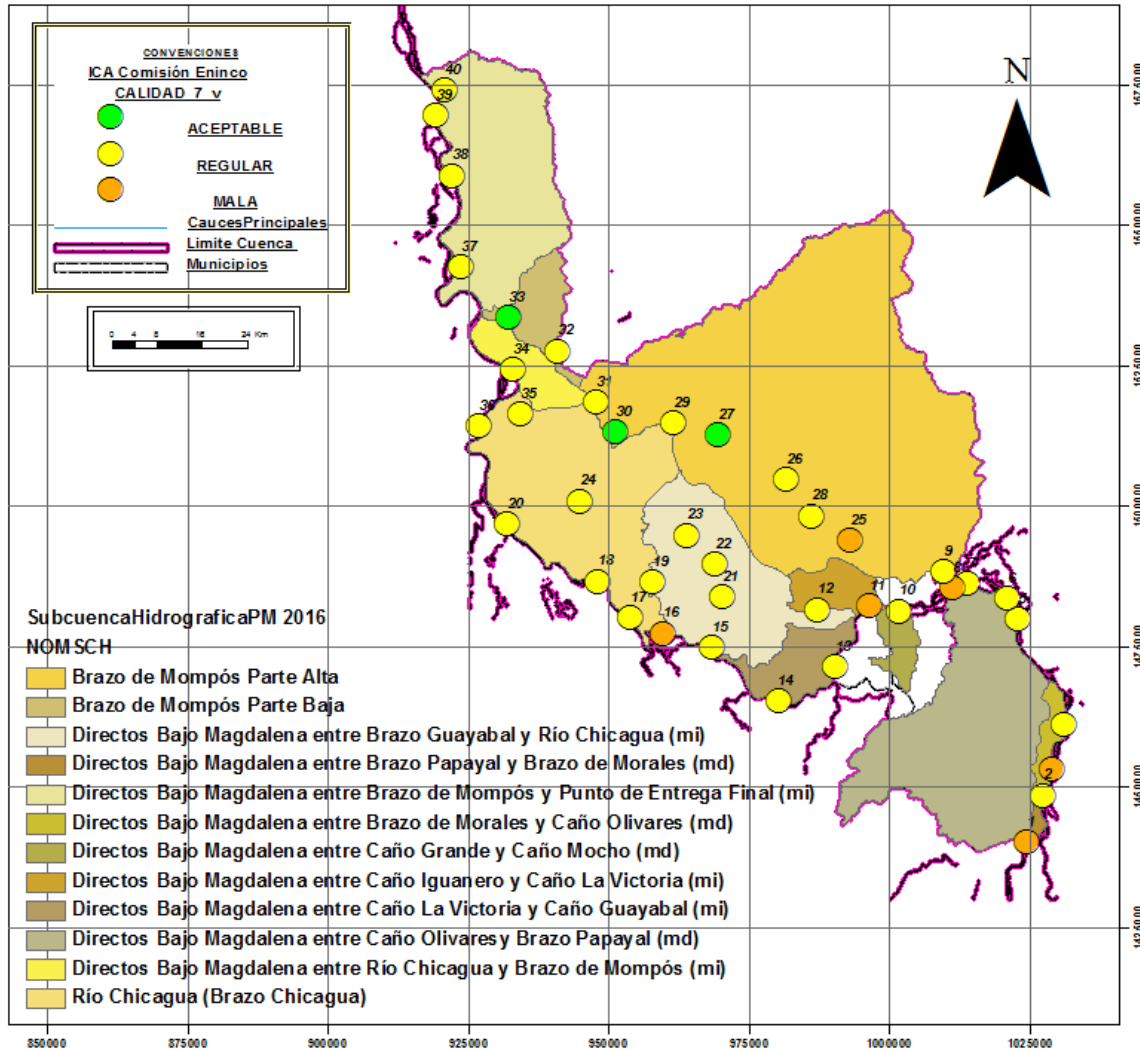 CONVENCIONES
ICA Comisión Eninco
CALIDAD_7_v
ACEPTABLE
REGULAR
MALA
CaucesPrincipales
Limite Cuenca
Municipios
0 4 8 16 24 Km
N
40
39
38
37
33
32
34
31
35
30
29
27
24
26
28
20
25
23
22
9
18
19
21
12
11
10
17
16
15
13
14
2
1
SubcuencaHidrograficaPM 2016
NOMSCH
Brazo de Mompós Parte Alta
Brazo de Mompós Parte Baja
Directos Bajo Magdalena entre Brazo Guayabal y Río Chicagua (mi)
Directos Bajo Magdalena entre Brazo Papayal y Brazo de Morales (md)
Directos Bajo Magdalena entre Brazo de Mompós y Punto de Entrega Final (mi)
Directos Bajo Magdalena entre Brazo de Morales y Caño Olivares (md)
Directos Bajo Magdalena entre Caño Grande y Caño Mocho (md)
Directos Bajo Magdalena entre Caño Iguanero y Caño La Victoria (mi)
Directos Bajo Magdalena entre Caño La Victoria y Caño Guayabal (mi)
Directos Bajo Magdalena entre Caño Olivares y Brazo Papayal (md)
Directos Bajo Magdalena entre Río Chicagua y Brazo de Mompós (mi)
Río Chicagua (Brazo Chicagua)
850000 875000 900000 925000 950000 975000 1000000 1025000